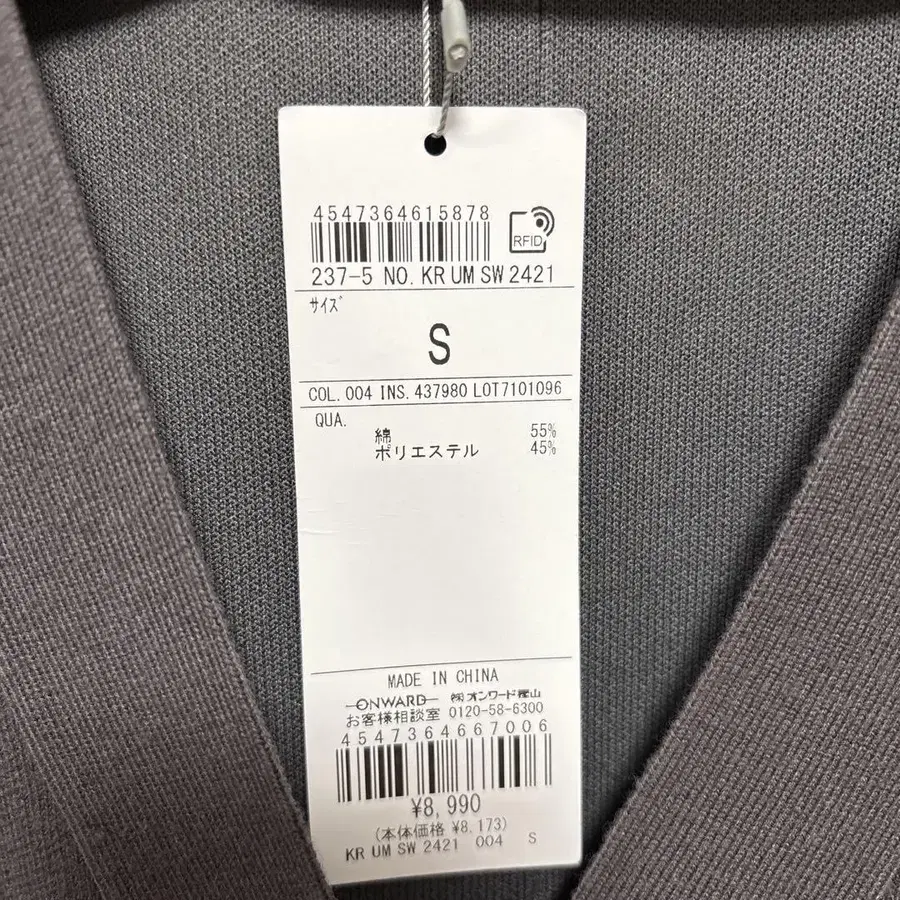 4547364615878
RFID
237-5 NO. KR UM SW 2421
ｻｲｽﾞ
S
COL. 004 INS. 437980 LOT7101096
QUA.
綿 55%
ポリエステル 45%
MADE IN CHINA
ONWARD ㈱オンワード樫山
お客様相談室 0120-58-6300
4547364667006
¥8,990
(本体価格 ¥8,173)
KR UM SW 2421 004 S